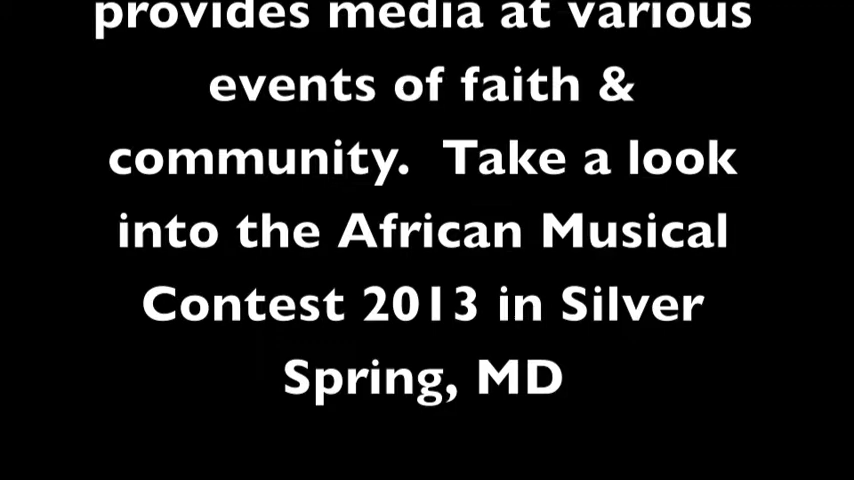 provides media at various
events of faith &
community.  Take a look
into the African Musical
Contest 2013 in Silver
Spring, MD